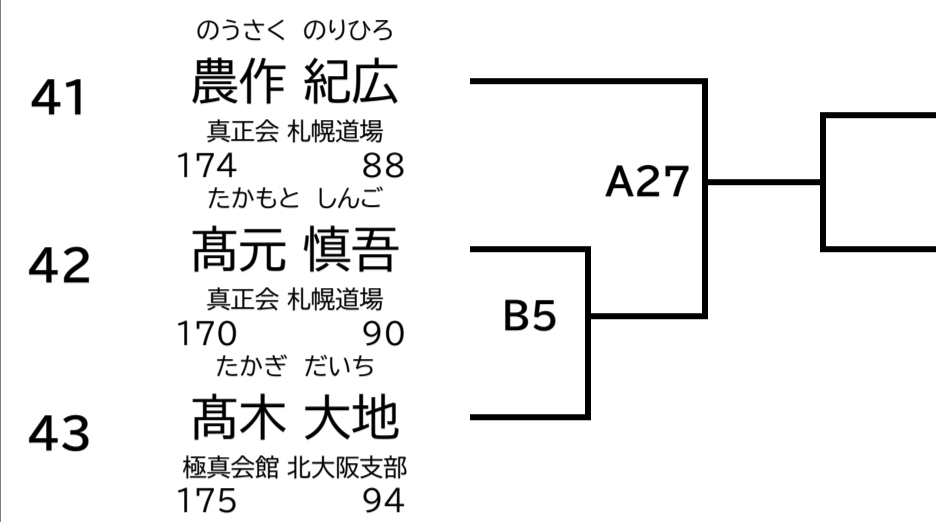 のうさく のりひろ
41
農作 紀広
真正会 札幌道場
174 88
たかもと しんご
42
髙元 慎吾
真正会 札幌道場
170 90
たかぎ だいち
43
髙木 大地
極真会館 北大阪支部
175 94
A27
B5